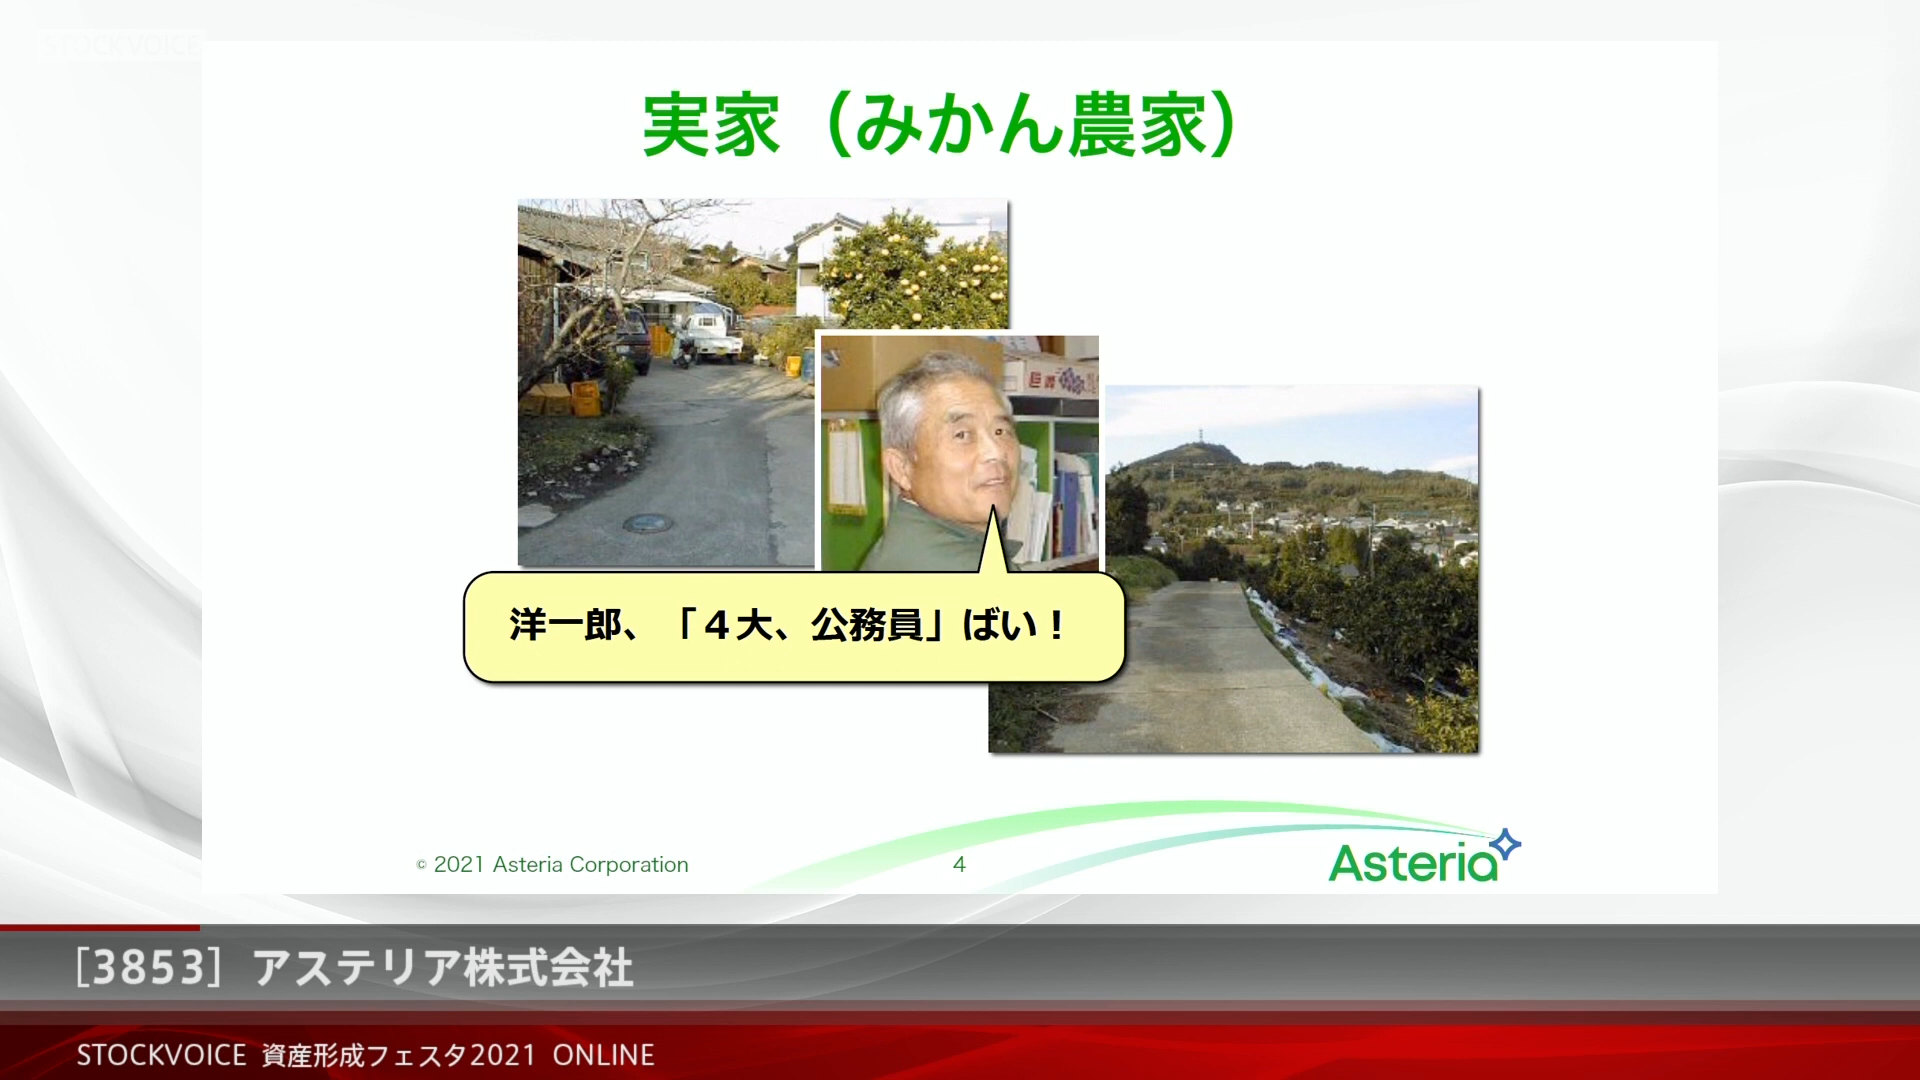 STOCKVOICE
実家（みかん農家）
洋一郎、「４大、公務員」ばい！
© 2021 Asteria Corporation
4
Asteria
［3853］アステリア株式会社
STOCKVOICE 資産形成フェスタ2021 ONLINE